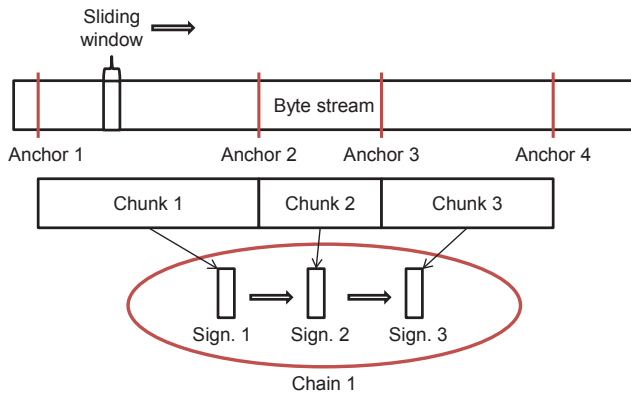 Sliding
window
Byte stream
Anchor 1
Anchor 2
Anchor 3
Anchor 4
Chunk 1
Chunk 2
Chunk 3
Sign. 1
Sign. 2
Sign. 3
Chain 1